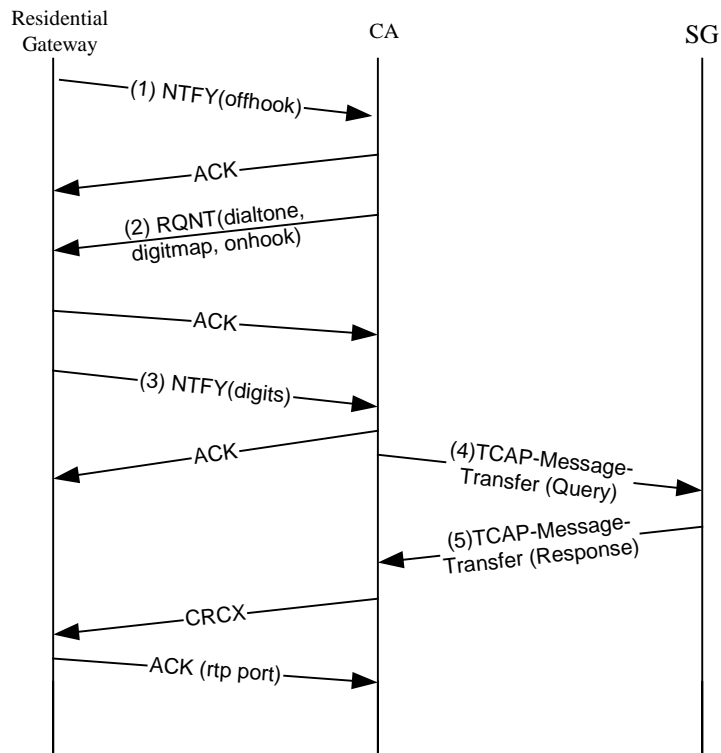 Residential
Gateway
CA
SG
(1) NTFY(offhook)
ACK
(2) RQNT(dialtone,
digitmap, onhook)
ACK
(3) NTFY(digits)
ACK
(4)TCAP-Message-
Transfer (Query)
(5)TCAP-Message-
Transfer (Response)
CRCX
ACK (rtp port)